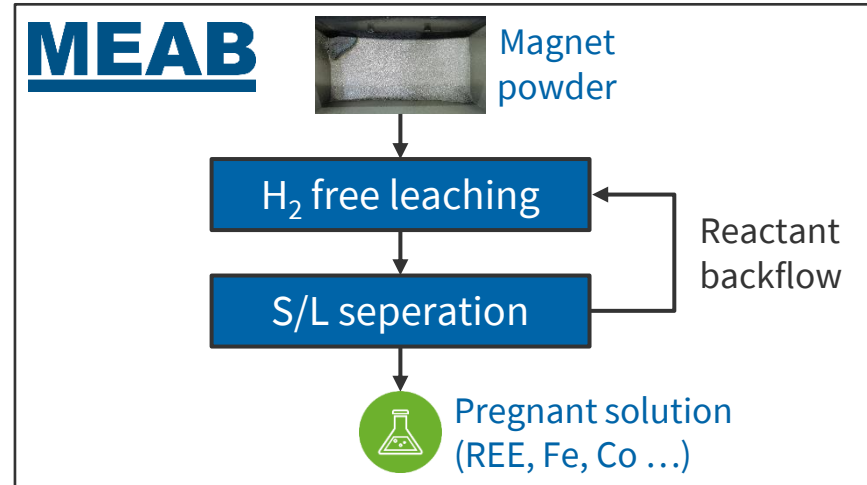 MEAB
Magnet
powder
H₂ free leaching
Reactant
backflow
S/L seperation
Pregnant solution
(REE, Fe, Co ...)